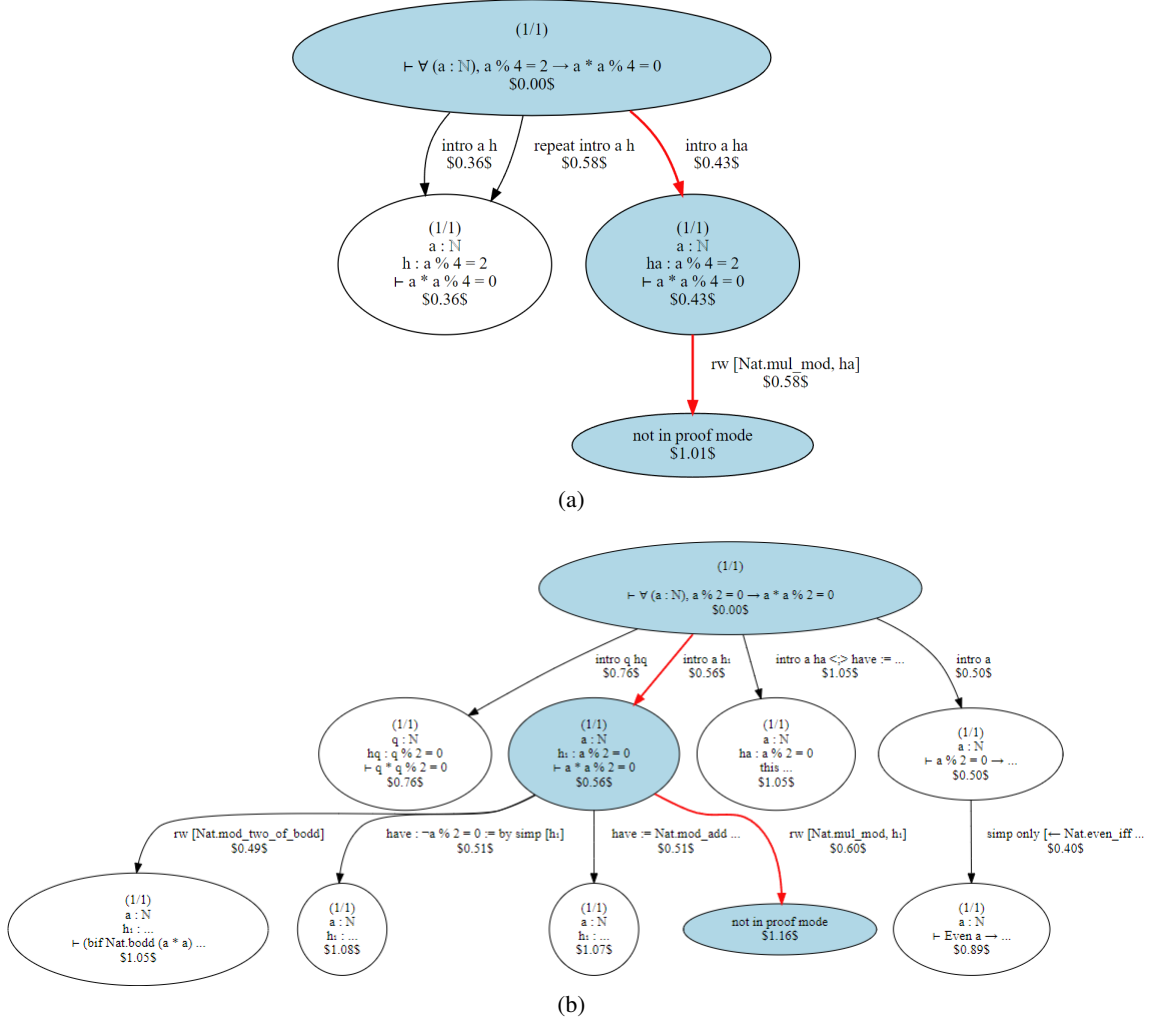 (1/1)
⊢ ∀ (a : ℕ), a % 4 = 2 → a * a % 4 = 0
$0.00$
intro a h
$0.36$
repeat intro a h
$0.58$
intro a ha
$0.43$
(1/1)
a : ℕ
h : a % 4 = 2
⊢ a * a % 4 = 0
$0.36$
(1/1)
a : ℕ
ha : a % 4 = 2
⊢ a * a % 4 = 0
$0.43$
rw [Nat.mul_mod, ha]
$0.58$
not in proof mode
$1.01$
(a)
(1/1)
⊢ ∀ (a : ℕ), a % 2 = 0 → a * a % 2 = 0
$0.00$
intro q hq
$0.76$
intro a h₁
$0.56$
intro a ha <;> have := ...
$1.05$
intro a
$0.50$
(1/1)
q : ℕ
hq : q % 2 = 0
⊢ q * q % 2 = 0
$0.76$
(1/1)
a : ℕ
h₁ : a % 2 = 0
⊢ a * a % 2 = 0
$0.56$
(1/1)
a : ℕ
ha : a % 2 = 0
this ...
$1.05$
(1/1)
a : ℕ
⊢ a % 2 = 0 → ...
$0.50$
rw [Nat.mod_two_of_bodd]
$0.49$
have : ¬a % 2 = 0 := by simp [h₁]
$0.51$
have := Nat.mod_add ...
$0.51$
rw [Nat.mul_mod, h₁]
$0.60$
simp only [← Nat.even_iff ...
$0.40$
(1/1)
a : ℕ
h₁ : ...
⊢ (bif Nat.bodd (a * a) ...
$1.05$
(1/1)
a : ℕ
h₁ : ...
$1.08$
(1/1)
a : ℕ
h₁ : ...
$1.07$
not in proof mode
$1.16$
(1/1)
a : ℕ
⊢ Even a → ...
$0.89$
(b)